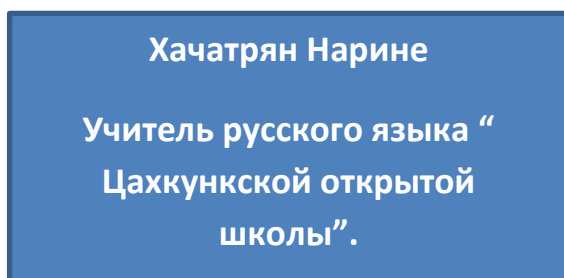 Хачатрян Нарине
Учитель русского языка “
Цахкункской открытой
школы”.